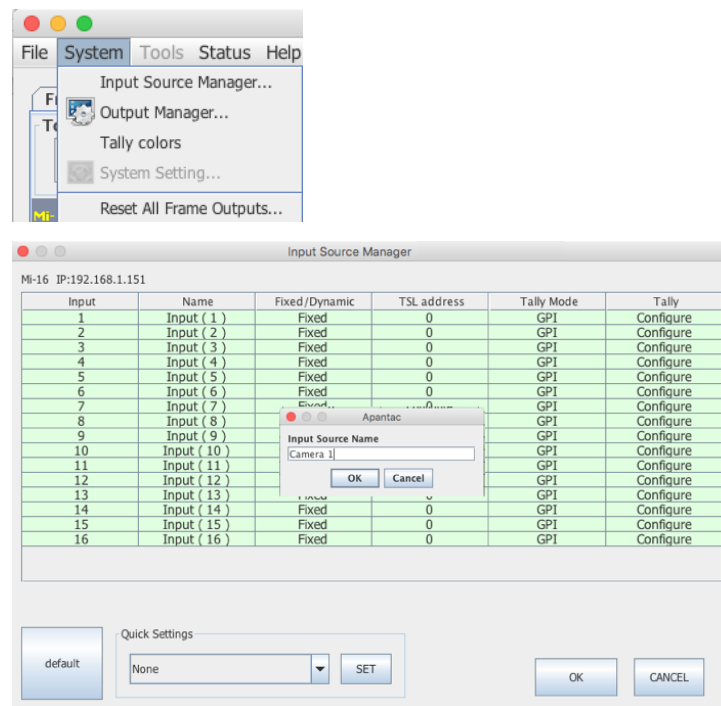 File System Tools Status Help
Input Source Manager...
Output Manager...
Tally colors
System Setting...
Reset All Frame Outputs...
Mi-
Input Source Manager
Mi-16 IP:192.168.1.151
Input Name Fixed/Dynamic TSL address Tally Mode Tally
1 Input ( 1 ) Fixed 0 GPI Configure
2 Input ( 2 ) Fixed 0 GPI Configure
3 Input ( 3 ) Fixed 0 GPI Configure
4 Input ( 4 ) Fixed 0 GPI Configure
5 Input ( 5 ) Fixed 0 GPI Configure
6 Input ( 6 ) Fixed 0 GPI Configure
7 Input ( 7 ) GPI Configure
8 Input ( 8 ) GPI Configure
9 Input ( 9 ) GPI Configure
10 Input ( 10 ) GPI Configure
11 Input ( 11 ) GPI Configure
12 Input ( 12 ) GPI Configure
13 Input ( 13 ) GPI Configure
14 Input ( 14 ) Fixed 0 GPI Configure
15 Input ( 15 ) Fixed 0 GPI Configure
16 Input ( 16 ) Fixed 0 GPI Configure
Apantac
Input Source Name
Camera 1
OK Cancel
default
Quick Settings
None
SET
OK
CANCEL